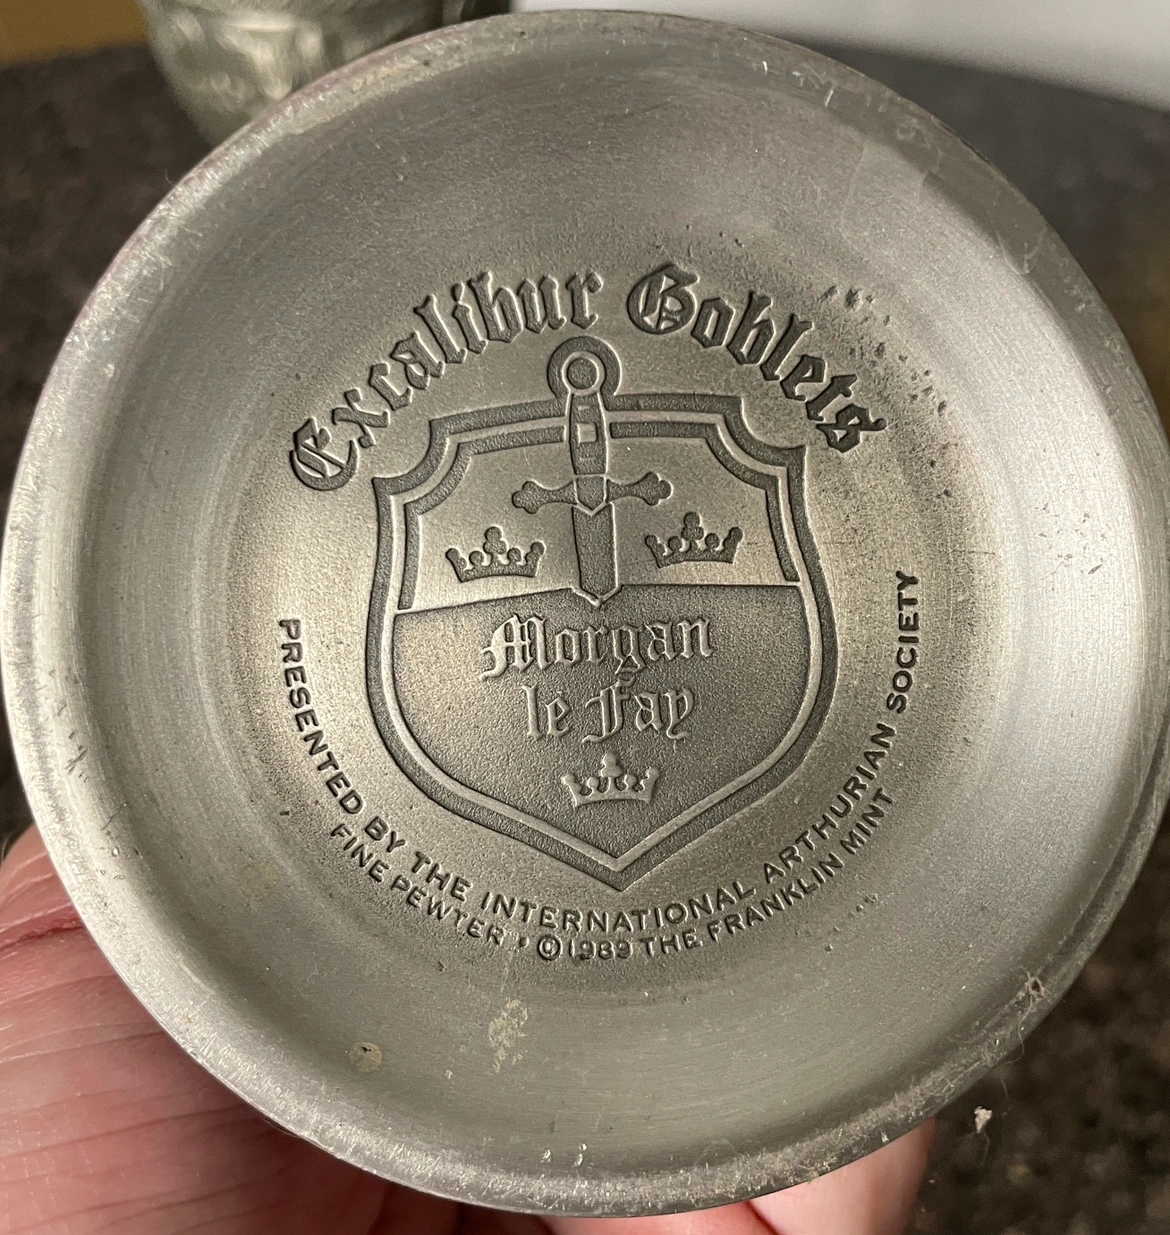 Excalibur Goblets
Morgan
le Fay
PRESENTED BY THE INTERNATIONAL ARTHURIAN SOCIETY
FINE PEWTER · ©1989 THE FRANKLIN MINT